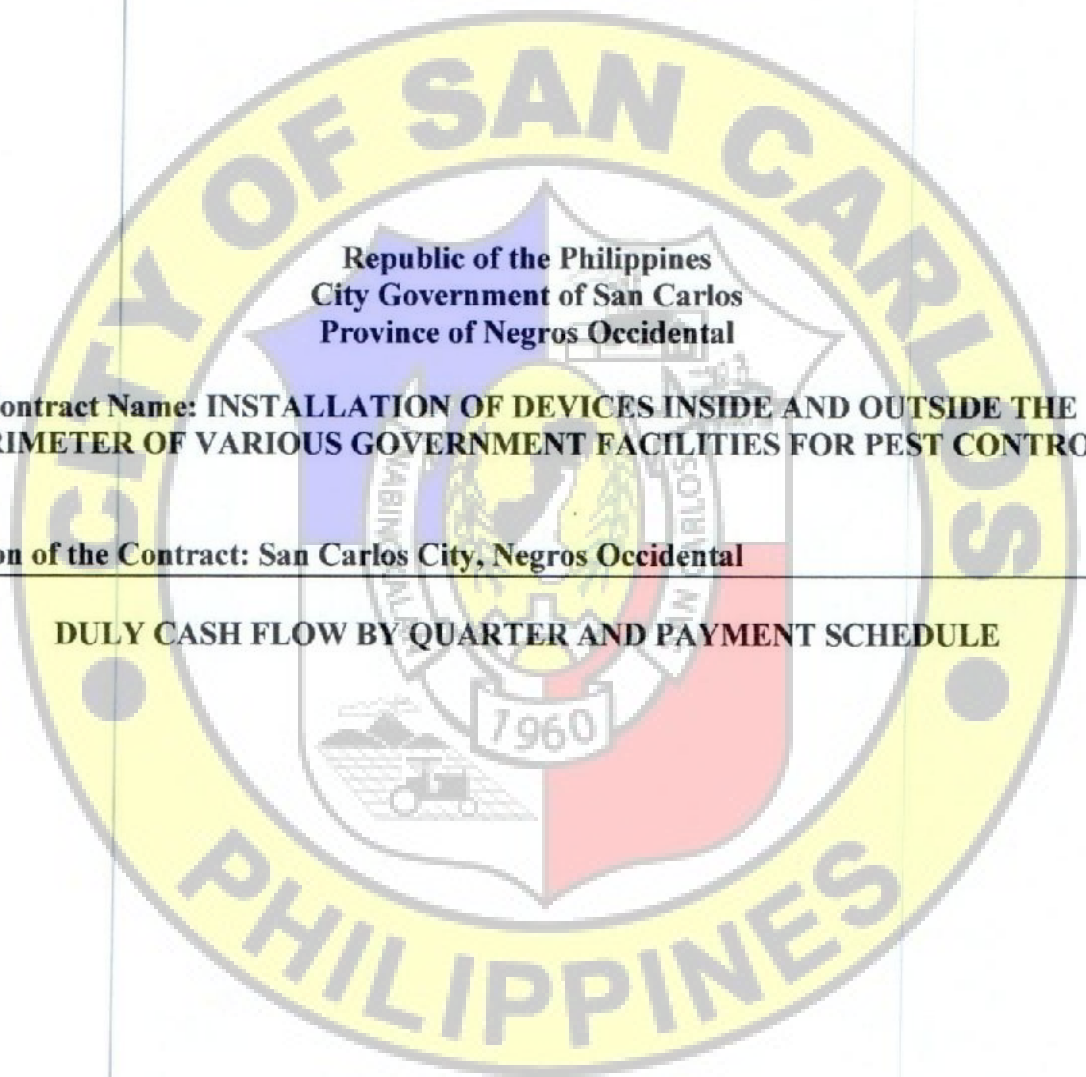 CITY OF SAN CARLOS
Republic of the Philippines
City Government of San Carlos
Province of Negros Occidental
ontract Name: INSTALLATION OF DEVICES INSIDE AND OUTSIDE THE
RIMETER OF VARIOUS GOVERNMENT FACILITIES FOR PEST CONTRO
SAN CARLOS
on of the Contract: San Carlos City, Negros Occidental
DULY CASH FLOW BY QUARTER AND PAYMENT SCHEDULE
1960
PHILIPPINES